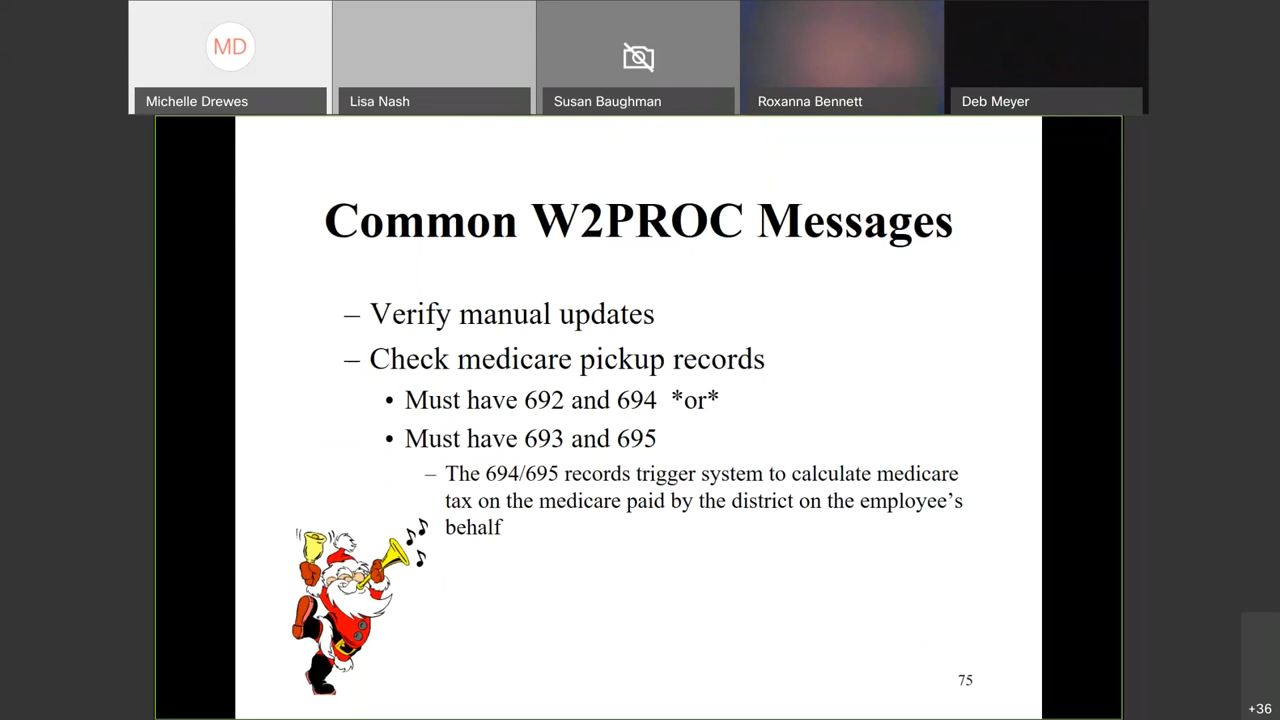 MD
Michelle Drewes
Lisa Nash
Susan Baughman
Roxanna Bennett
Deb Meyer
Common W2PROC Messages
– Verify manual updates
– Check medicare pickup records
• Must have 692 and 694 *or*
• Must have 693 and 695
– The 694/695 records trigger system to calculate medicare
tax on the medicare paid by the district on the employee's
behalf
75
+36